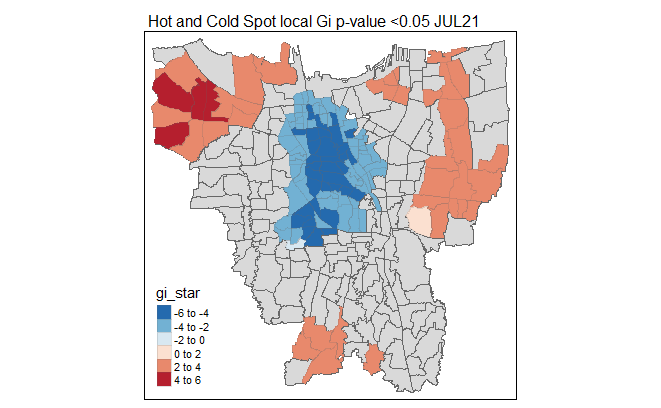 Hot and Cold Spot local Gi p-value <0.05 JUL21
gi_star
-6 to -4
-4 to -2
-2 to 0
0 to 2
2 to 4
4 to 6